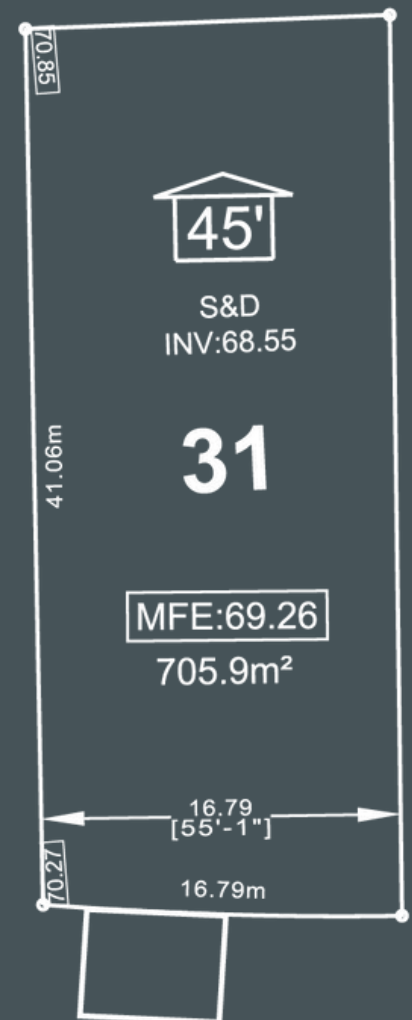 70.85
45'
S&D
INV:68.55
31
41.06m
MFE:69.26
705.9m²
16.79
[55'-1"]
70.27
16.79m